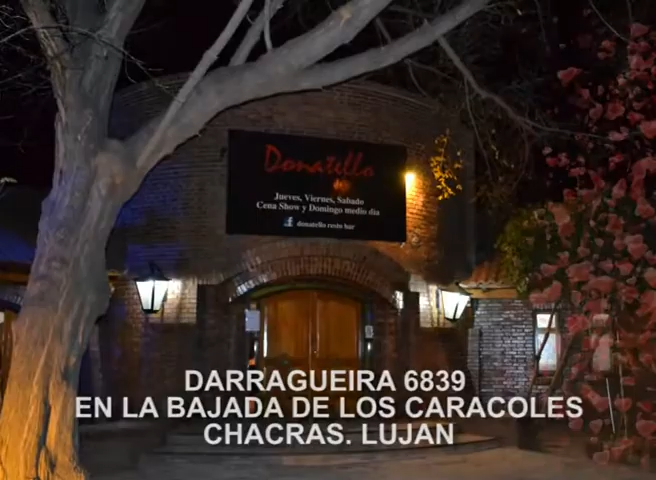 Donatello
Jueves, Viernes, Sabado
Cena Show y Domingo medio dia
donatello resto bar
DARRAGUEIRA 6839
EN LA BAJADA DE LOS CARACOLES
CHACRAS. LUJAN